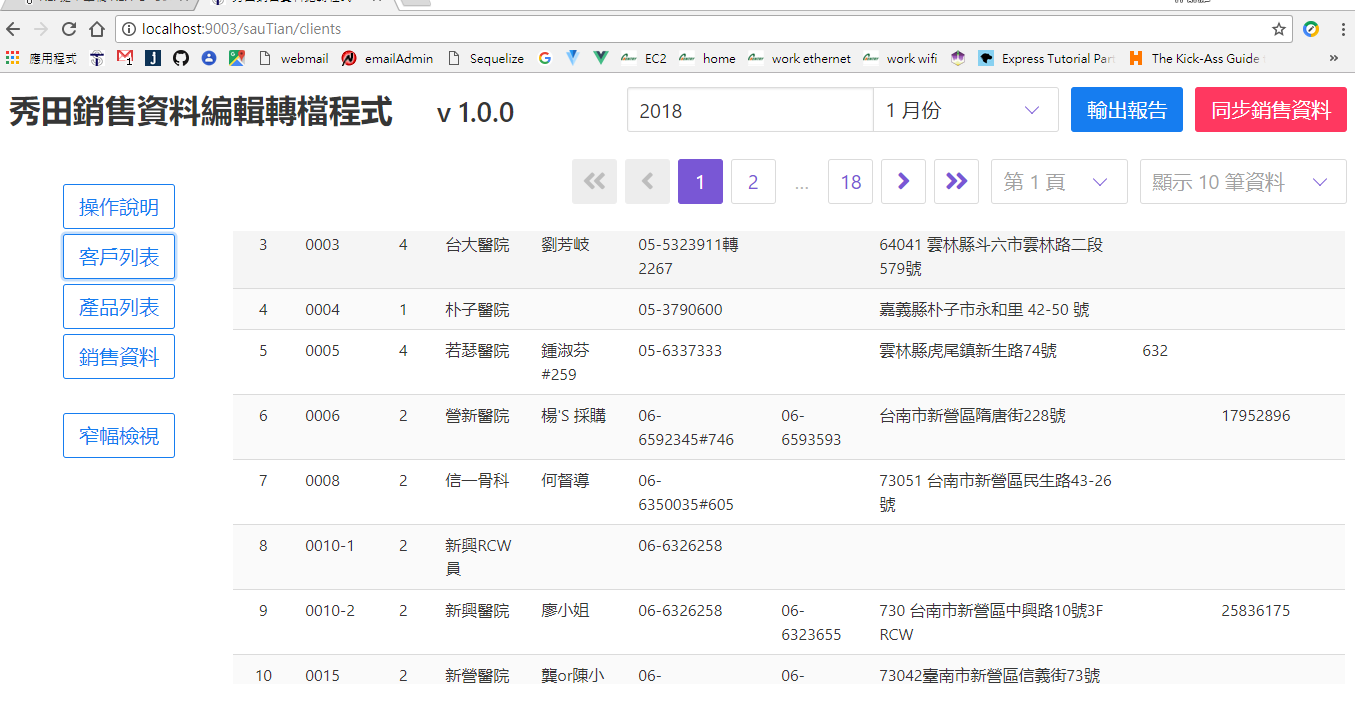 localhost:9003/sauTian/clients
應用程式 webmail emailAdmin Sequelize EC2 home work ethernet work wifi Express Tutorial Part The Kick-Ass Guide »
秀田銷售資料編輯轉檔程式 v 1.0.0 2018 1 月份 輸出報告 同步銷售資料
1 2 ... 18 第 1 頁 顯示 10 筆資料
操作說明
客戶列表
產品列表
銷售資料
窄幅檢視
3 0003 4 台大醫院 劉芳岐 05-5323911轉 64041 雲林縣斗六市雲林路二段
2267 579號
4 0004 1 朴子醫院 05-3790600 嘉義縣朴子市永和里 42-50 號
5 0005 4 若瑟醫院 鍾淑芬 05-6337333 雲林縣虎尾鎮新生路74號 632
#259
6 0006 2 營新醫院 楊'S 採購 06- 06- 台南市新營區隋唐街228號 17952896
6592345#746 6593593
7 0008 2 信一骨科 何督導 06- 73051 台南市新營區民生路43-26
6350035#605 號
8 0010-1 2 新興RCW 06-6326258
員
9 0010-2 2 新興醫院 廖小姐 06-6326258 06- 730 台南市新營區中興路10號3F 25836175
6323655 RCW
10 0015 2 新營醫院 龔or陳小 06- 06- 73042臺南市新營區信義街73號